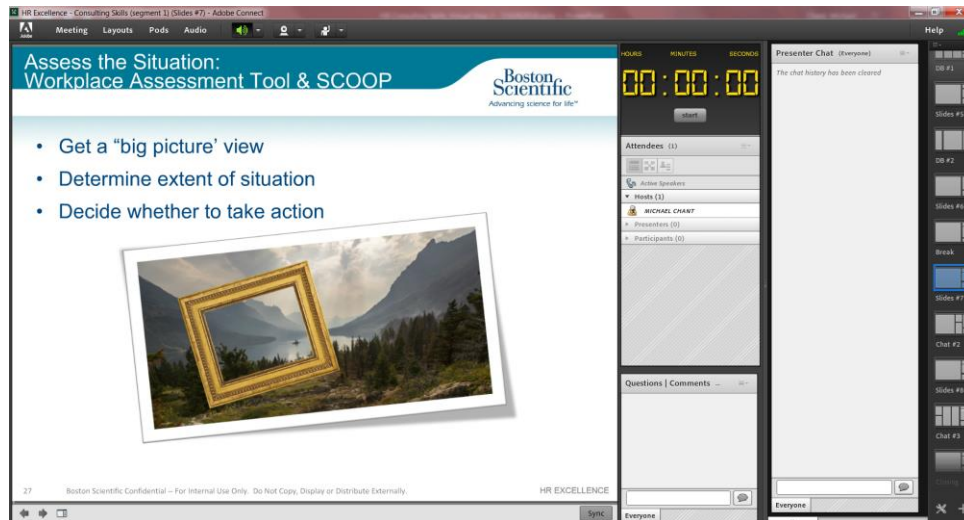 HR Excellence - Consulting Skills (segment 1) (Slides #7) - Adobe Connect
Meeting Layouts Pods Audio
Help
Assess the Situation:
Workplace Assessment Tool & SCOOP
Boston
Scientific
Advancing science for life™
• Get a “big picture’ view
• Determine extent of situation
• Decide whether to take action
27 Boston Scientific Confidential – For Internal Use Only. Do Not Copy, Display or Distribute Externally. HR EXCELLENCE
Sync
HOURS MINUTES SECONDS
00:00:00
start
Attendees (1)
Active Speakers
Hosts (1)
MICHAEL CHANT
Presenters (0)
Participants (0)
Questions | Comments ...
Everyone
Presenter Chat (Everyone)
The chat history has been cleared
Everyone
DB #1
Slides #5
DB #2
Slides #6
Break
Slides #7
Chat #2
Slides #8
Chat #3